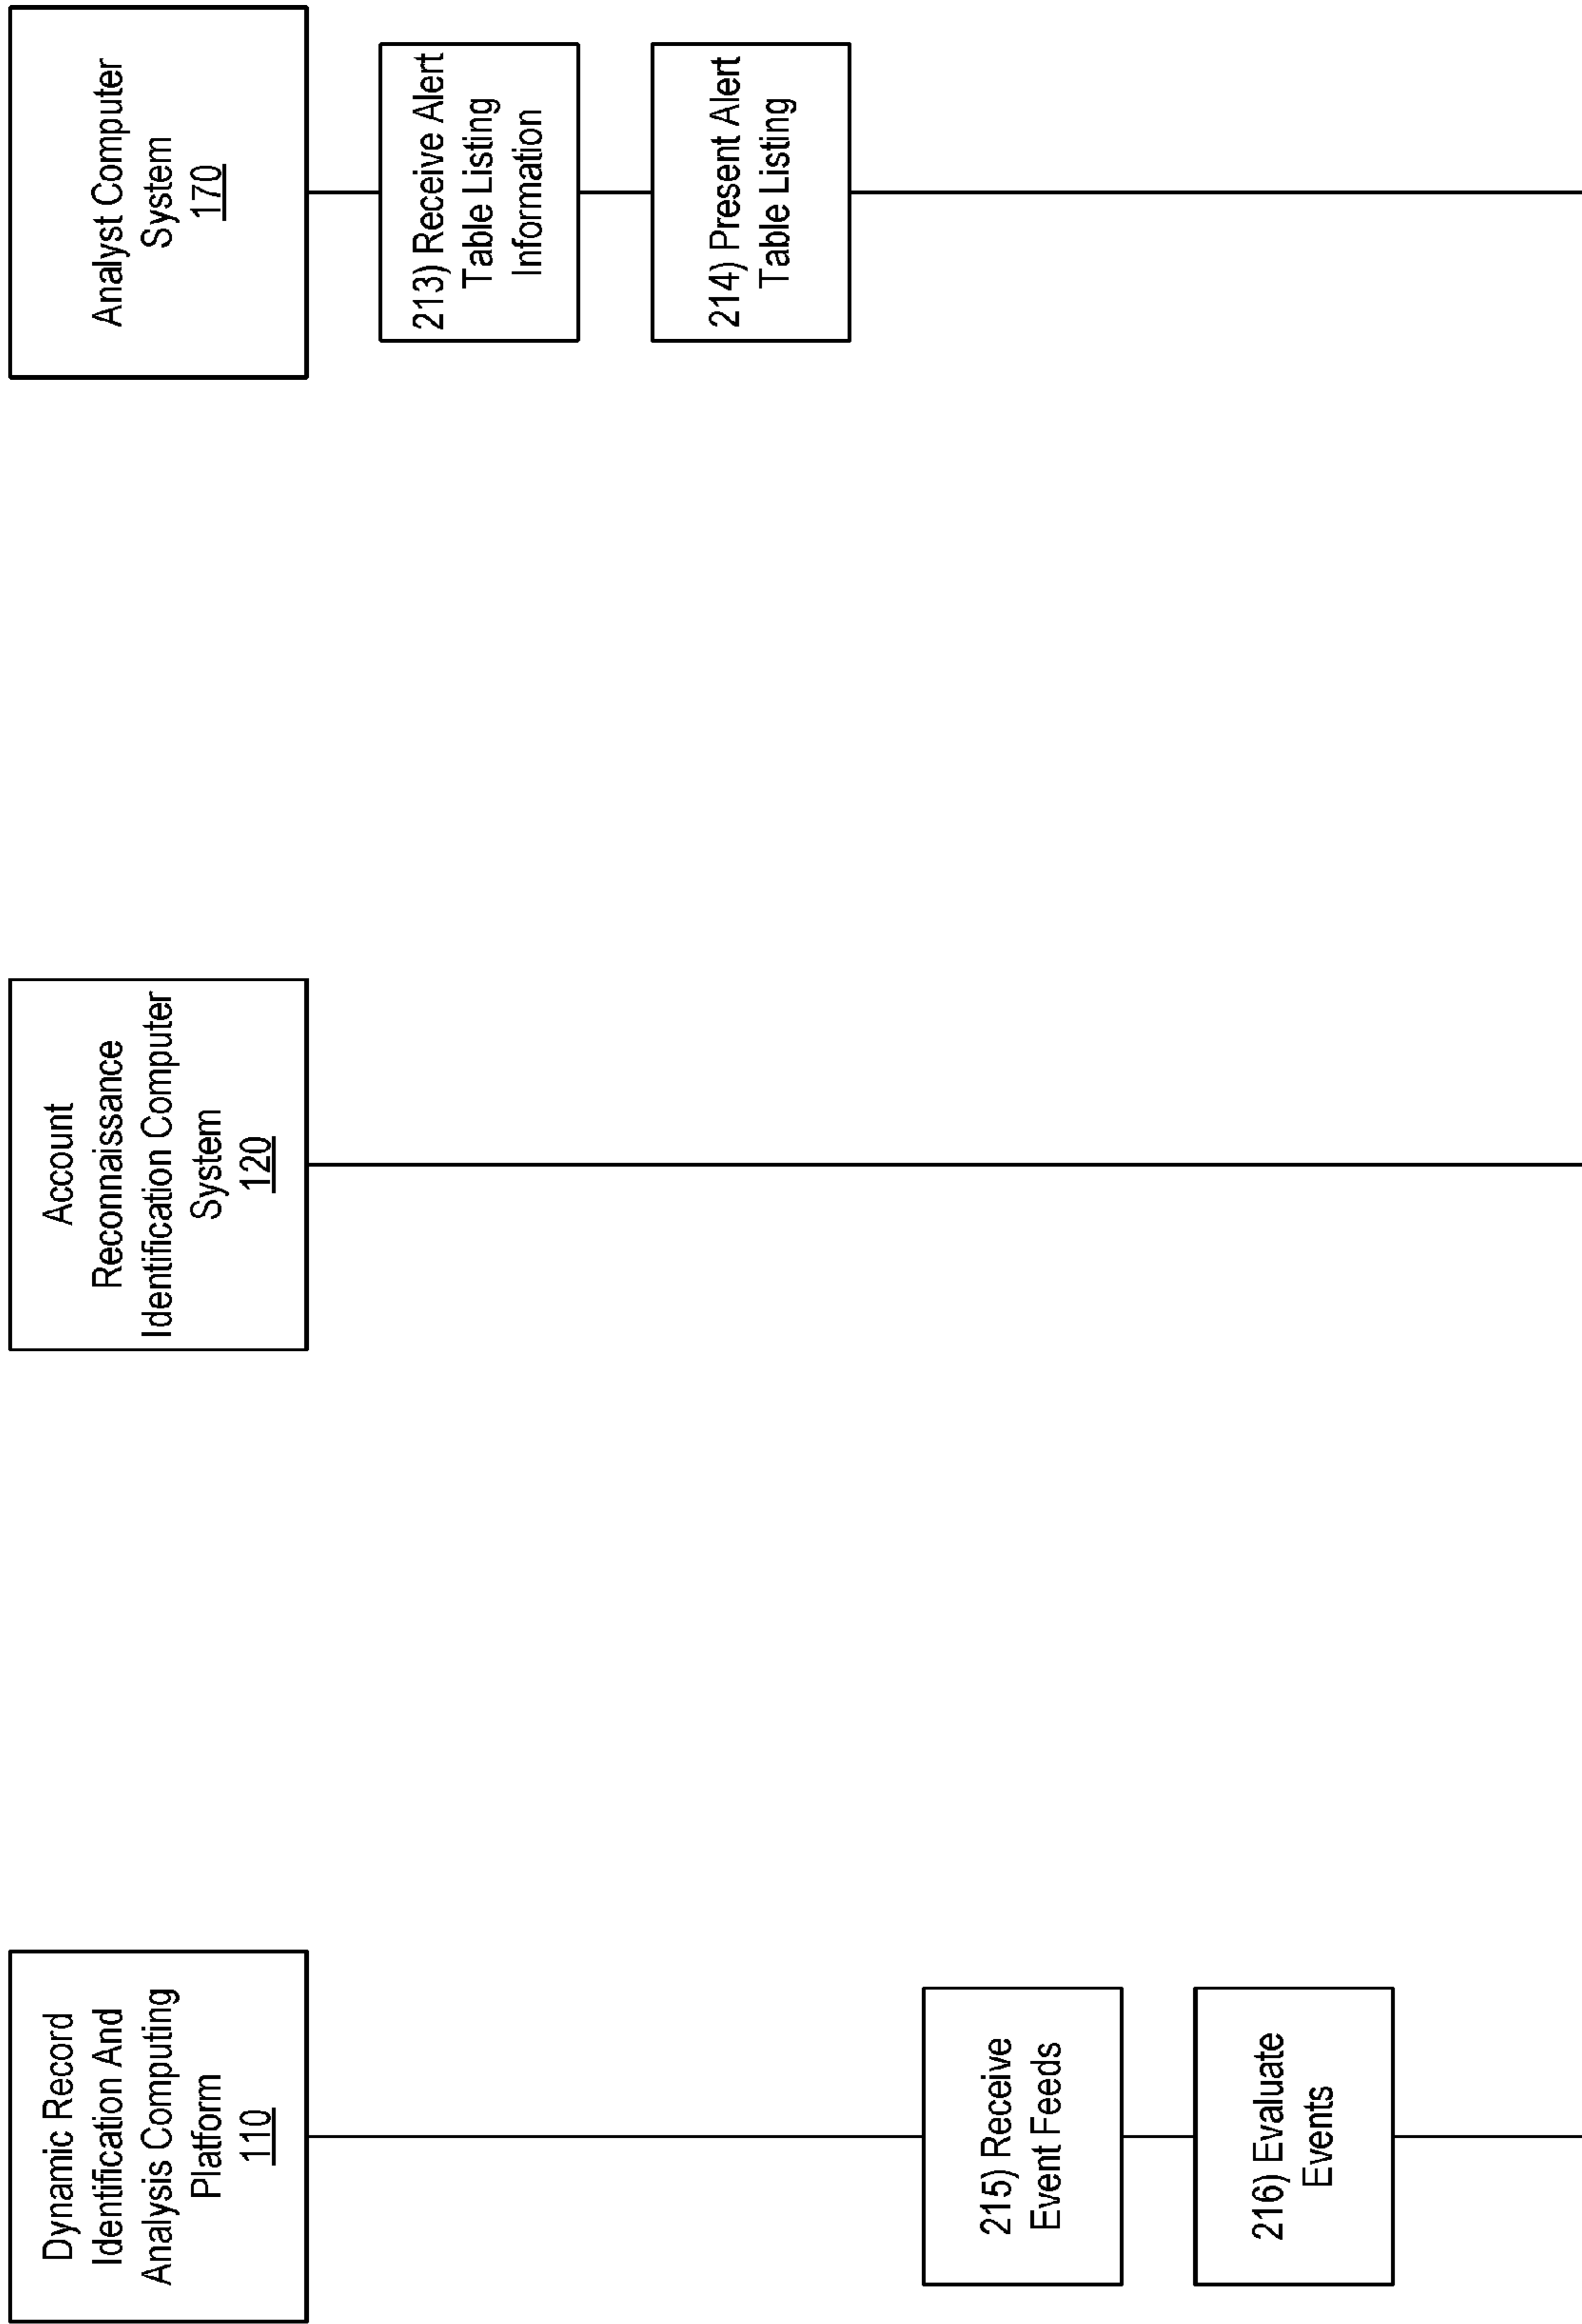 Dynamic Record
Identification And
Analysis Computing
Platform
110
Account
Reconnaissance
Identification Computer
System
120
Analyst Computer
System
170
213) Receive Alert
Table Listing
Information
214) Present Alert
Table Listing
215) Receive
Event Feeds
216) Evaluate
Events